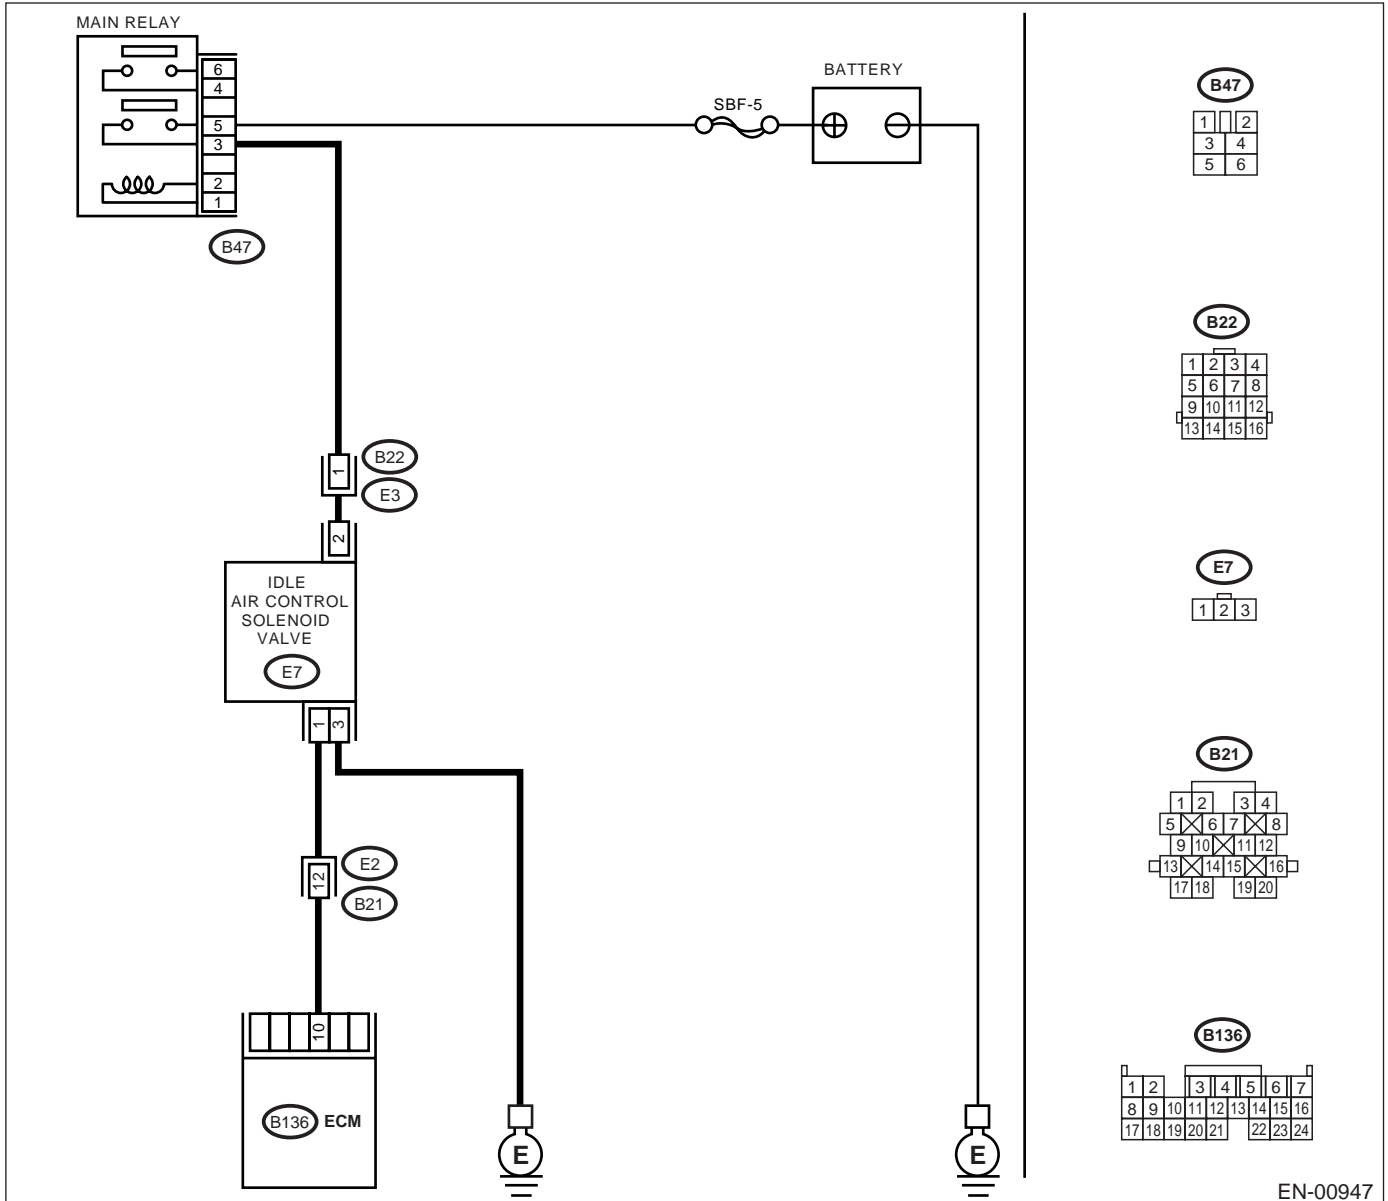 MAIN RELAY
6
4
5
3
2
1
B47
SBF-5
BATTERY
1
B22
E3
2
IDLE
AIR CONTROL
SOLENOID
VALVE
E7
1 3
E2
12
B21
10
B136 ECM
E
E
B47
1 2
3 4
5 6
B22
1 2 3 4
5 6 7 8
9 10 11 12
13 14 15 16
E7
1 2 3
B21
1 2 3 4
5 6 7 8
9 10 11 12
13 14 15 16
17 18 19 20
B136
1 2 3 4 5 6 7
8 9 10 11 12 13 14 15 16
17 18 19 20 21 22 23 24
EN-00947